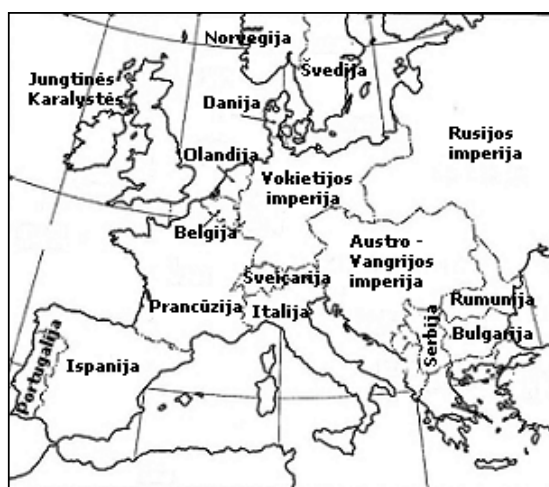 Norvegija
Švedija
Jungtinės
Karalystės
Danija
Rusijos
imperija
Olandija
Vokietijos
imperija
Belgija
Austro -
Vangrijos
imperija
Šveicarija
Prancūzija
Italija
Rumunija
Serbija
Bulgarija
Portugalija
Ispanija